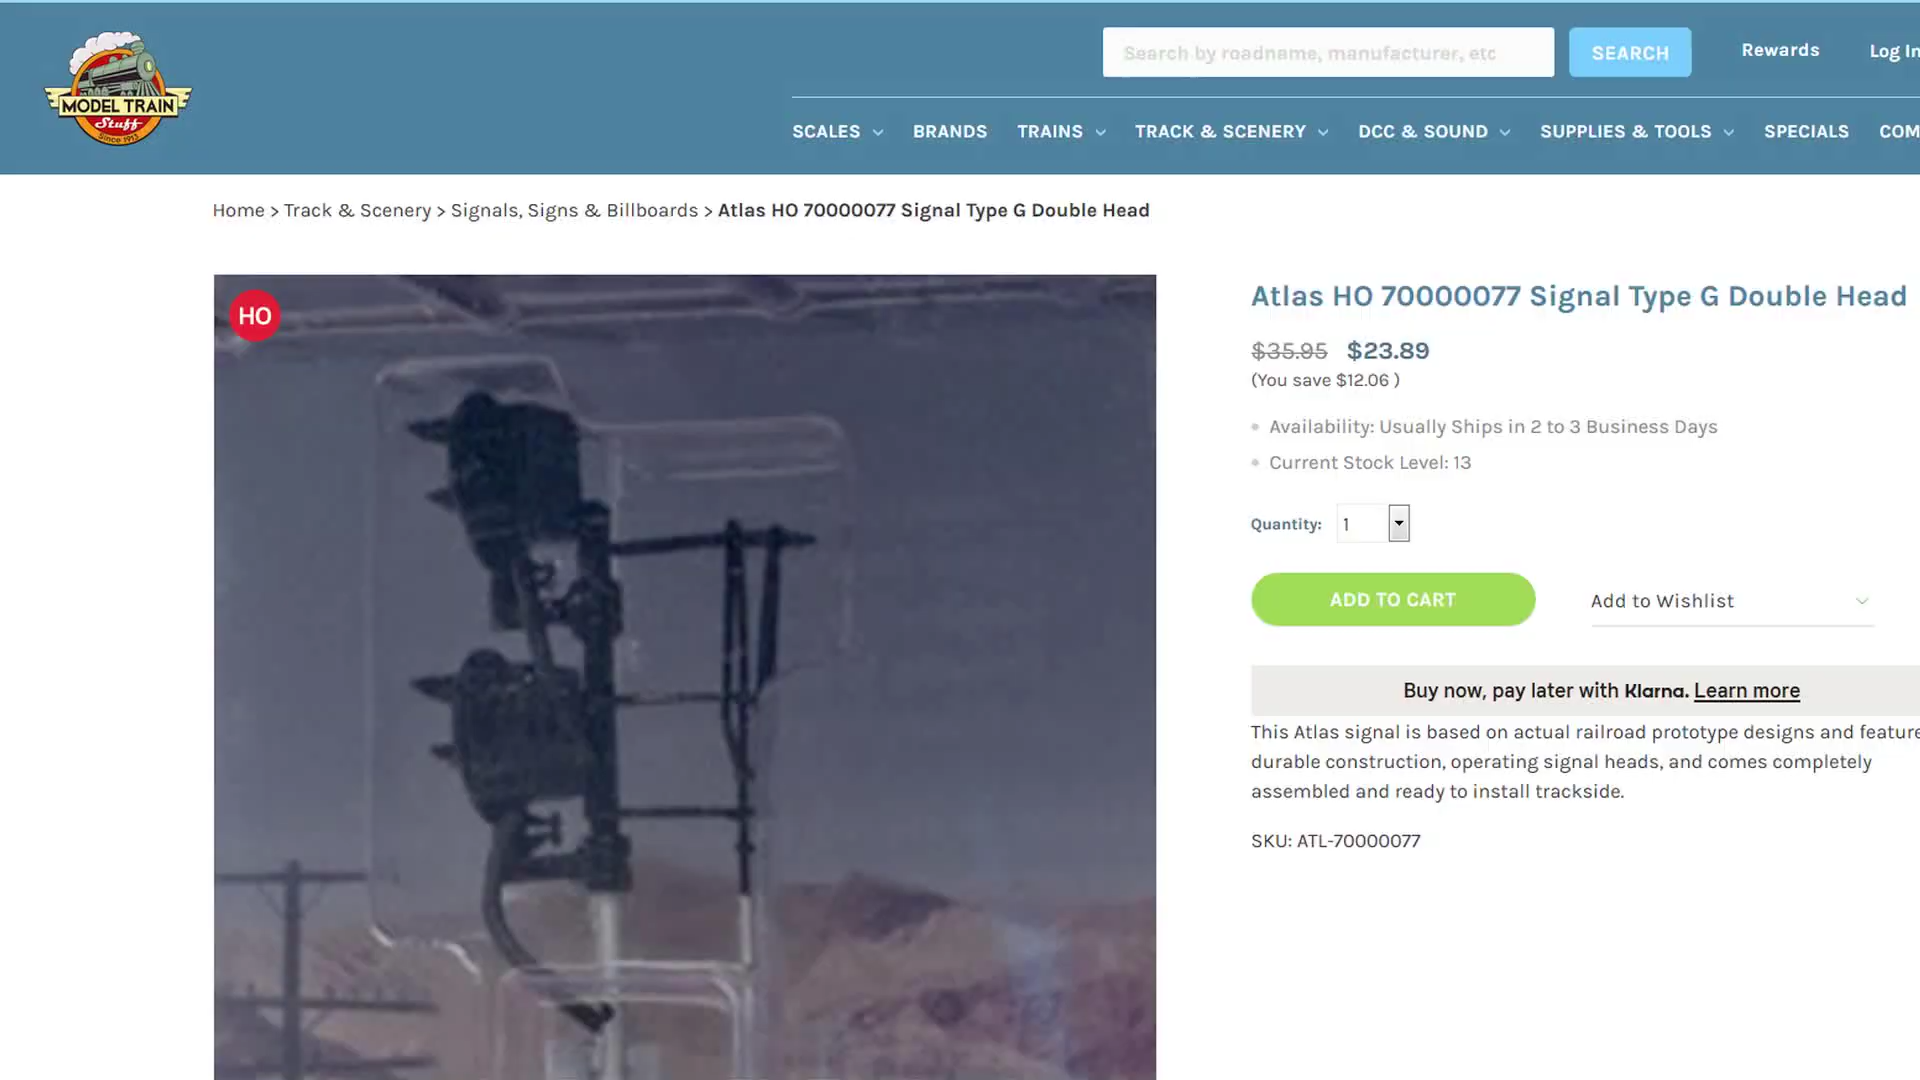 MODEL TRAIN
Stuff
Since 1913
Search by roadname, manufacturer, etc
SEARCH
Rewards
Log In
SCALES
BRANDS
TRAINS
TRACK & SCENERY
DCC & SOUND
SUPPLIES & TOOLS
SPECIALS
COM
Home > Track & Scenery > Signals, Signs & Billboards > Atlas HO 70000077 Signal Type G Double Head
HO
Atlas HO 70000077 Signal Type G Double Head
$35.95 $23.89
(You save $12.06 )
Availability: Usually Ships in 2 to 3 Business Days
Current Stock Level: 13
Quantity: 1
ADD TO CART
Add to Wishlist
Buy now, pay later with Klarna. Learn more
This Atlas signal is based on actual railroad prototype designs and feature
durable construction, operating signal heads, and comes completely
assembled and ready to install trackside.
SKU: ATL-70000077